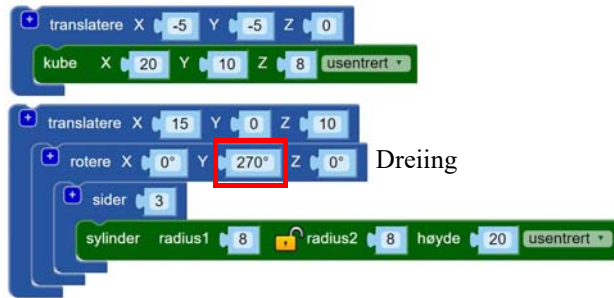 translatere X -5 Y -5 Z 0
kube X 20 Y 10 Z 8 usentrert
translatere X 15 Y 0 Z 10
rotere X 0° Y 270° Z 0° Dreiing
sider 3
sylinder radius1 8 radius2 8 høyde 20 usentrert